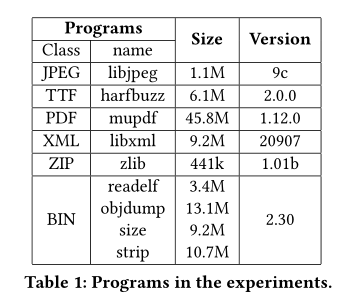 Programs Size Version
Class name
JPEG libjpeg 1.1M 9c
TTF harfbuzz 6.1M 2.0.0
PDF mupdf 45.8M 1.12.0
XML libxml 9.2M 20907
ZIP zlib 441k 1.01b
BIN readelf 3.4M 2.30
objdump 13.1M
size 9.2M
strip 10.7M
Table 1: Programs in the experiments.